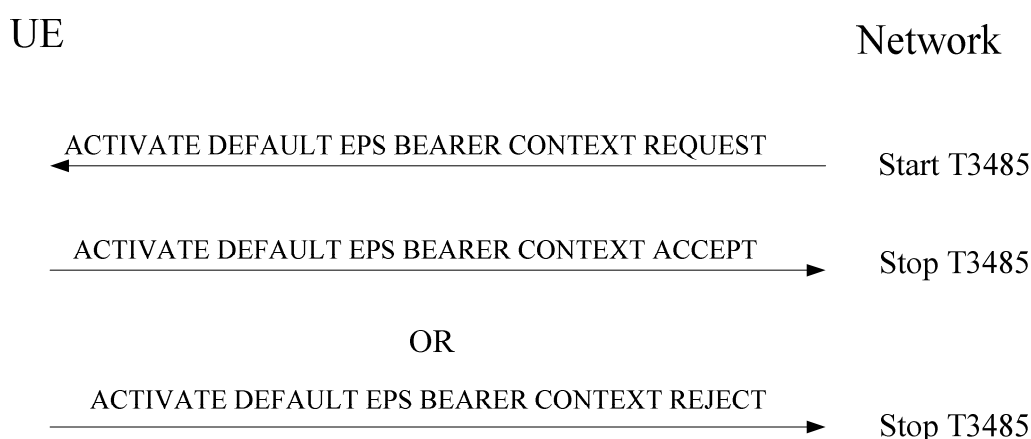 UE
Network
ACTIVATE DEFAULT EPS BEARER CONTEXT REQUEST
Start T3485
ACTIVATE DEFAULT EPS BEARER CONTEXT ACCEPT
Stop T3485
OR
ACTIVATE DEFAULT EPS BEARER CONTEXT REJECT
Stop T3485